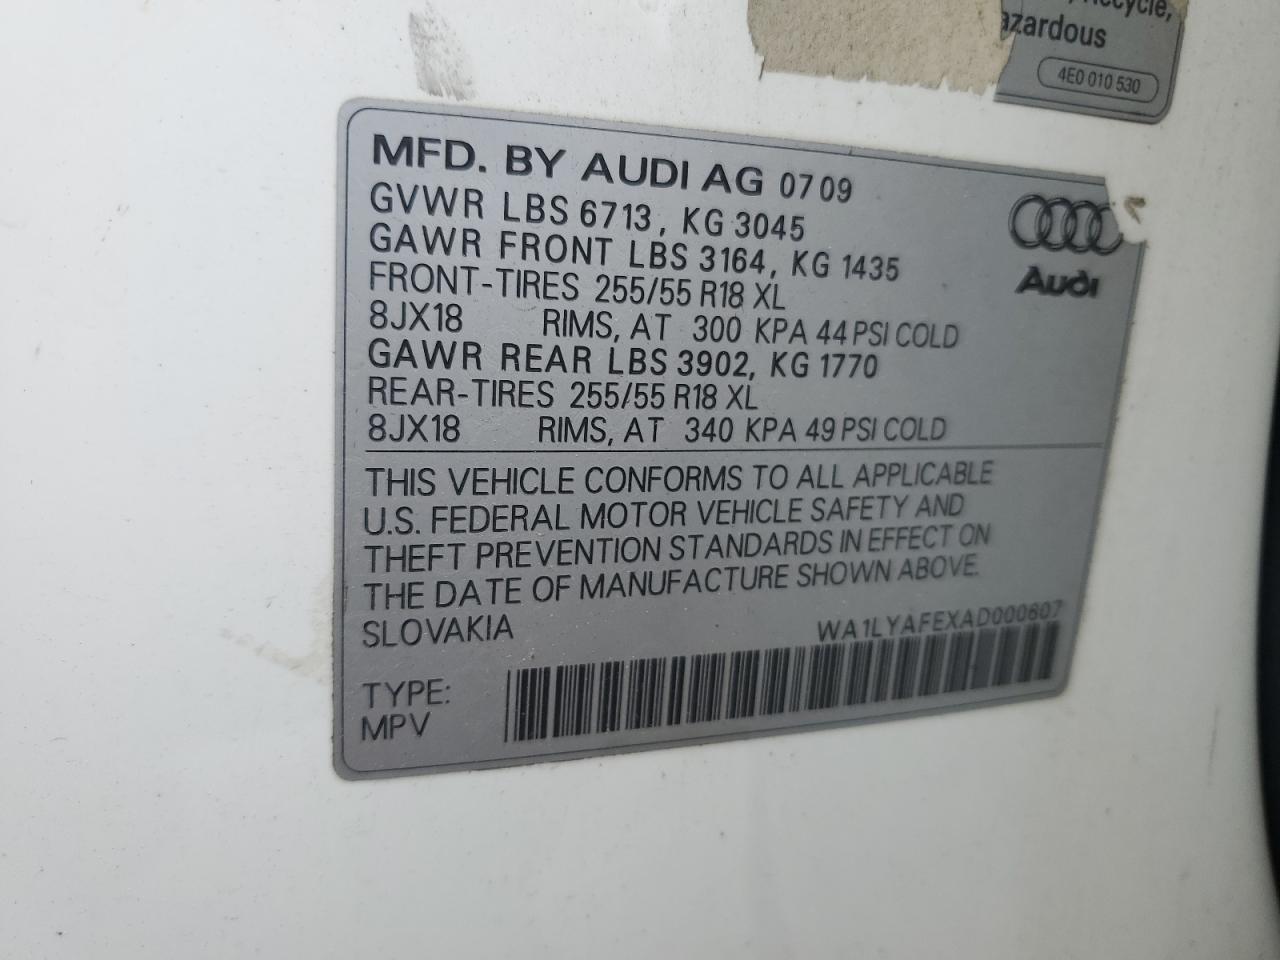 azardous
4E0 010 530
MFD. BY AUDI AG 07 09
GVWR LBS 6713, KG 3045
GAWR FRONT LBS 3164, KG 1435
FRONT-TIRES 255/55 R18 XL
8JX18 RIMS, AT 300 KPA 44 PSI COLD
GAWR REAR LBS 3902, KG 1770
REAR-TIRES 255/55 R18 XL
8JX18 RIMS, AT 340 KPA 49 PSI COLD
Audi
THIS VEHICLE CONFORMS TO ALL APPLICABLE
U.S. FEDERAL MOTOR VEHICLE SAFETY AND
THEFT PREVENTION STANDARDS IN EFFECT ON
THE DATE OF MANUFACTURE SHOWN ABOVE.
SLOVAKIA
WA1LYAFEXAD000607
TYPE:
MPV